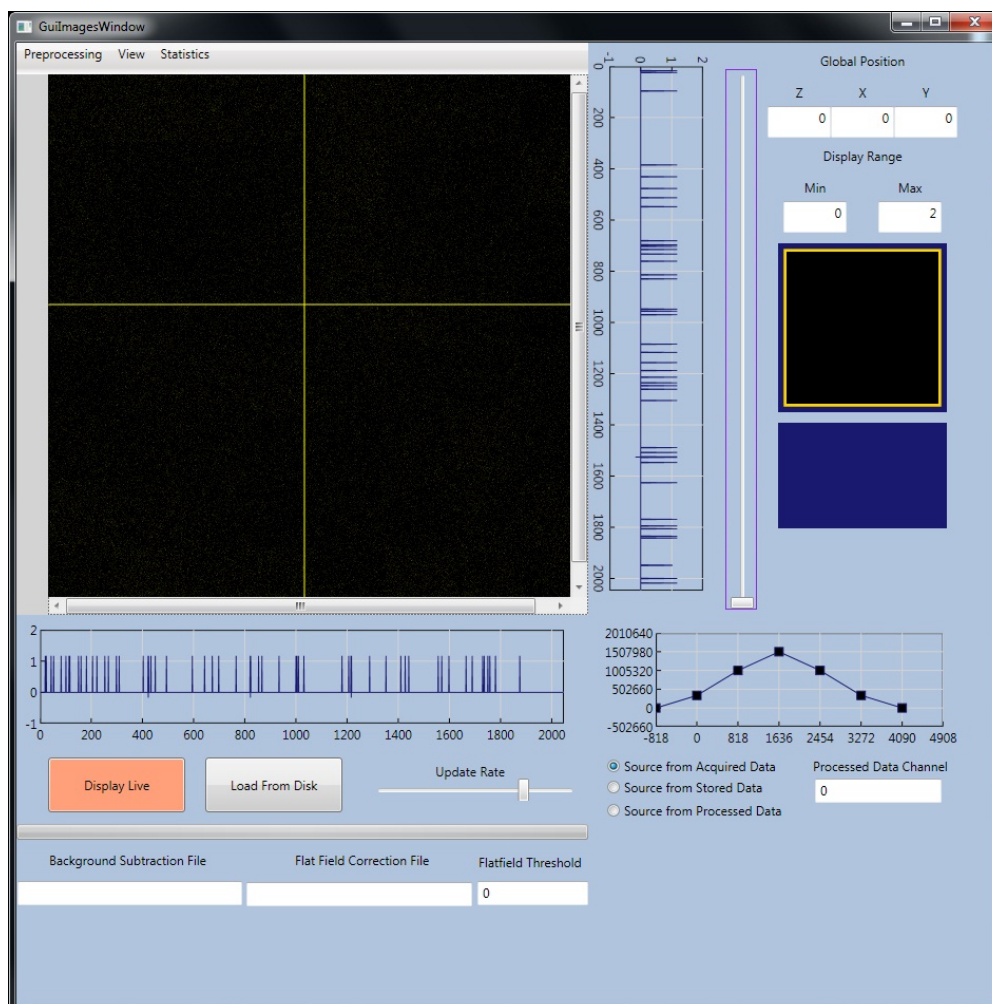 GuiImagesWindow
Preprocessing View Statistics
-1 0 1 2
0
200
400
600
800
1000
1200
1400
1600
1800
2000
Global Position
Z X Y
0 0 0
Display Range
Min Max
0 2
2
1
0
-1
0 200 400 600 800 1000 1200 1400 1600 1800 2000
2010640
1507980
1005320
502660
0
-502660
-818 0 818 1636 2454 3272 4090 4908
Display Live
Load From Disk
Update Rate
Source from Acquired Data
Source from Stored Data
Source from Processed Data
Processed Data Channel
0
Background Subtraction File
Flat Field Correction File
Flatfield Threshold
0